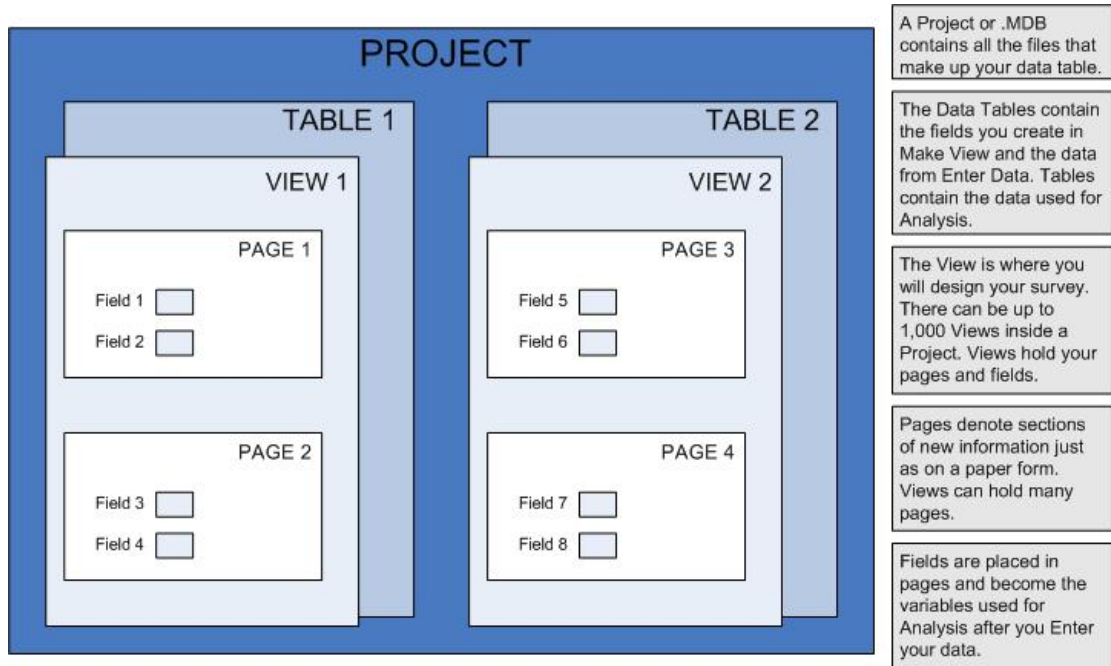 PROJECT
TABLE 1
VIEW 1
PAGE 1
Field 1
Field 2
PAGE 2
Field 3
Field 4
TABLE 2
VIEW 2
PAGE 3
Field 5
Field 6
PAGE 4
Field 7
Field 8
A Project or .MDB
contains all the files that
make up your data table.
The Data Tables contain
the fields you create in
Make View and the data
from Enter Data. Tables
contain the data used for
Analysis.
The View is where you
will design your survey.
There can be up to
1,000 Views inside a
Project. Views hold your
pages and fields.
Pages denote sections
of new information just
as on a paper form.
Views can hold many
pages.
Fields are placed in
pages and become the
variables used for
Analysis after you Enter
your data.